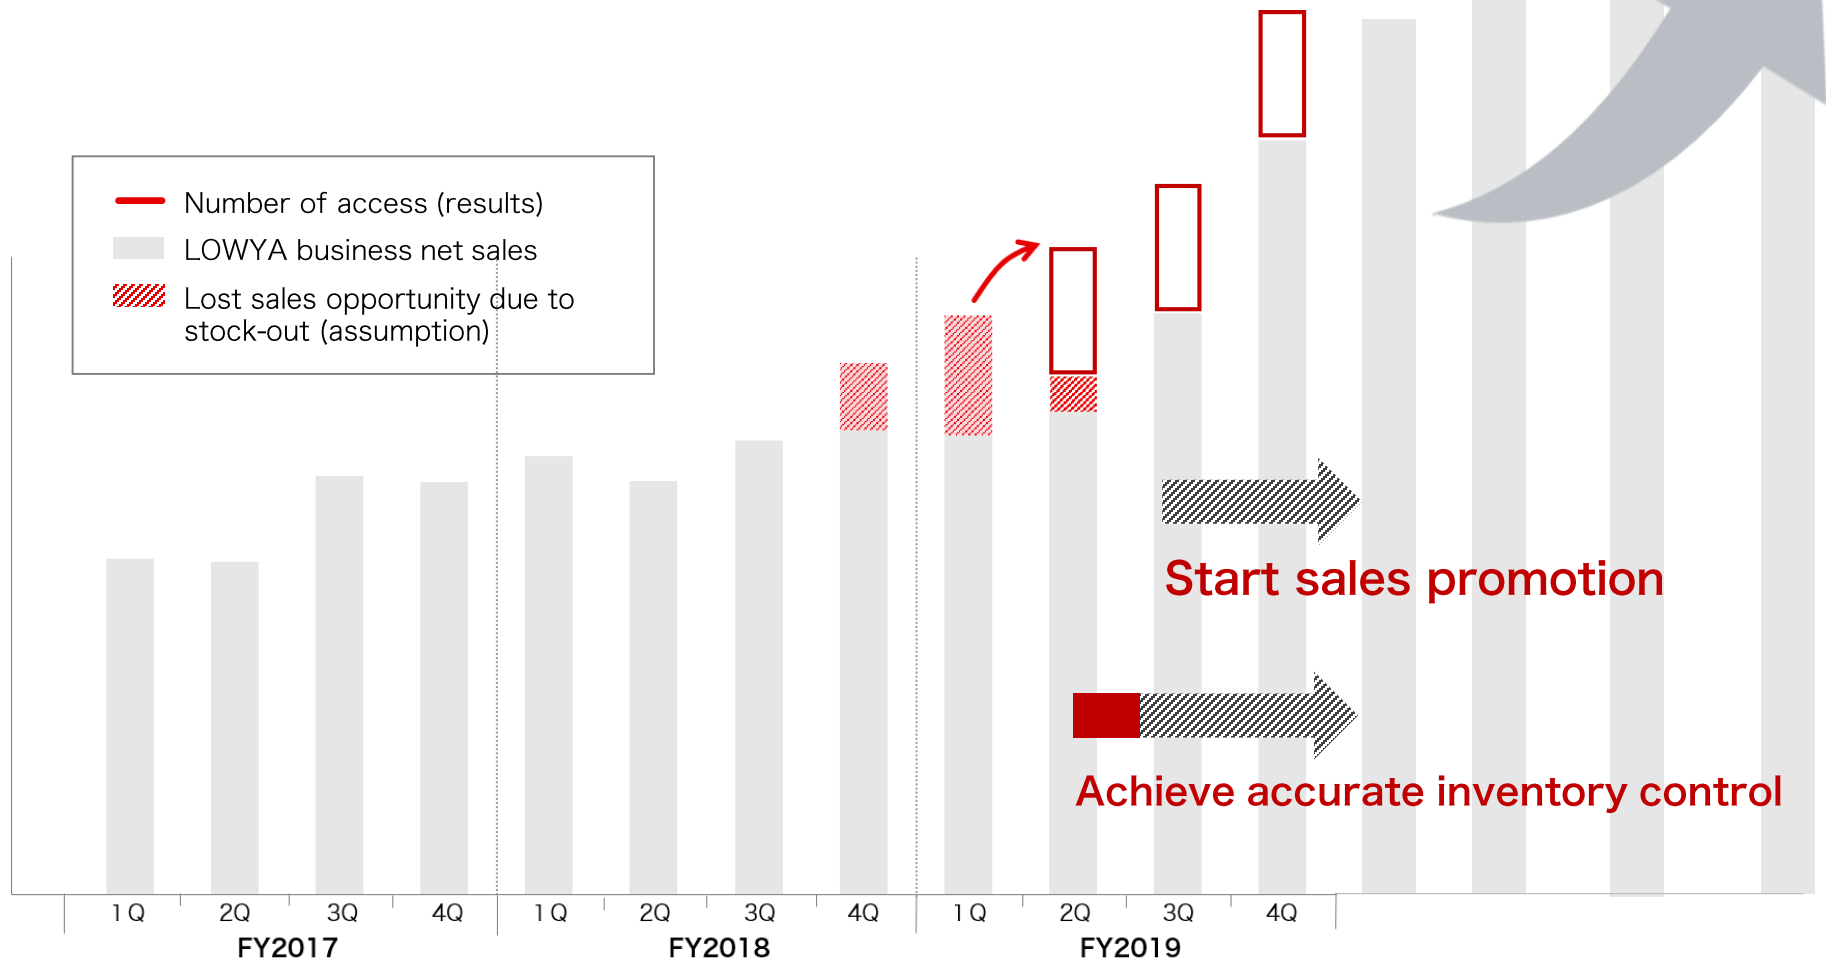 Number of access (results)
LOWYA business net sales
Lost sales opportunity due to
stock-out (assumption)
Start sales promotion
Achieve accurate inventory control
1Q 2Q 3Q 4Q 1Q 2Q 3Q 4Q 1Q 2Q 3Q 4Q
FY2017 FY2018 FY2019